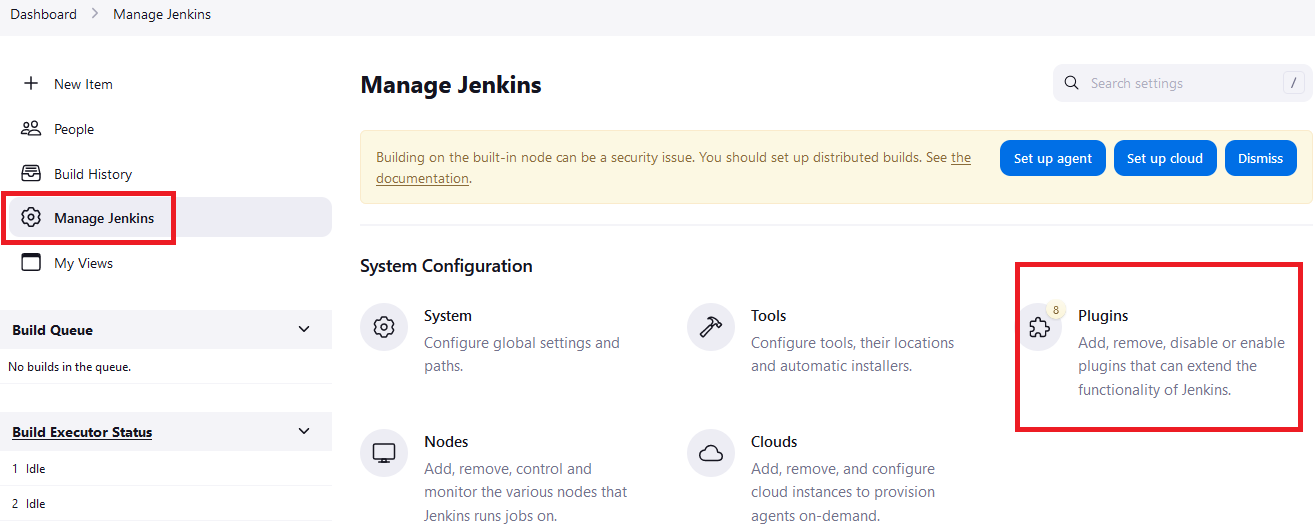 Dashboard > Manage Jenkins
New Item
People
Build History
Manage Jenkins
My Views
Build Queue
No builds in the queue.
Build Executor Status
1 Idle
2 Idle
Manage Jenkins
Search settings /
Building on the built-in node can be a security issue. You should set up distributed builds. See the
documentation.
Set up agent
Set up cloud
Dismiss
System Configuration
System
Configure global settings and
paths.
Tools
Configure tools, their locations
and automatic installers.
8
Plugins
Add, remove, disable or enable
plugins that can extend the
functionality of Jenkins.
Nodes
Add, remove, control and
monitor the various nodes that
Jenkins runs jobs on.
Clouds
Add, remove, and configure
cloud instances to provision
agents on-demand.